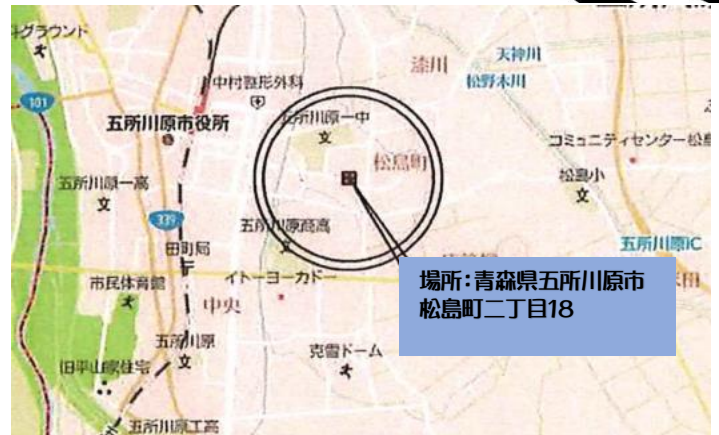 グラウンド
天神川
漆川
松野木川
中村整形外科
101
五所川原市役所
五所川原一中
文
コミュニティセンター松島
松島町
五所川原一高
文
松島小
文
339
五所川原商高
文
五所川原IC
田町局
市民体育館
イトーヨーカドー
中央
場所：青森県五所川原市
松島町二丁目18
五所川原
文
克雪ドーム
旧平山家住宅
五所川原工高